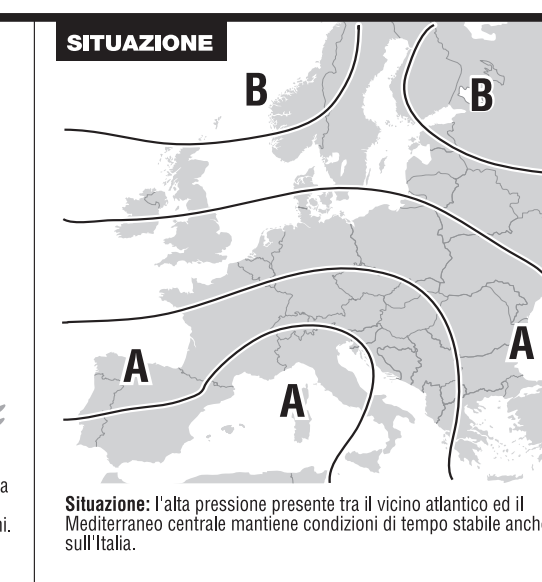 SITUAZIONE
B
B
A
A
A
Situazione: l'alta pressione presente tra il vicino atlantico ed il
Mediterraneo centrale mantiene condizioni di tempo stabile anche
sull'Italia.
a
ni.